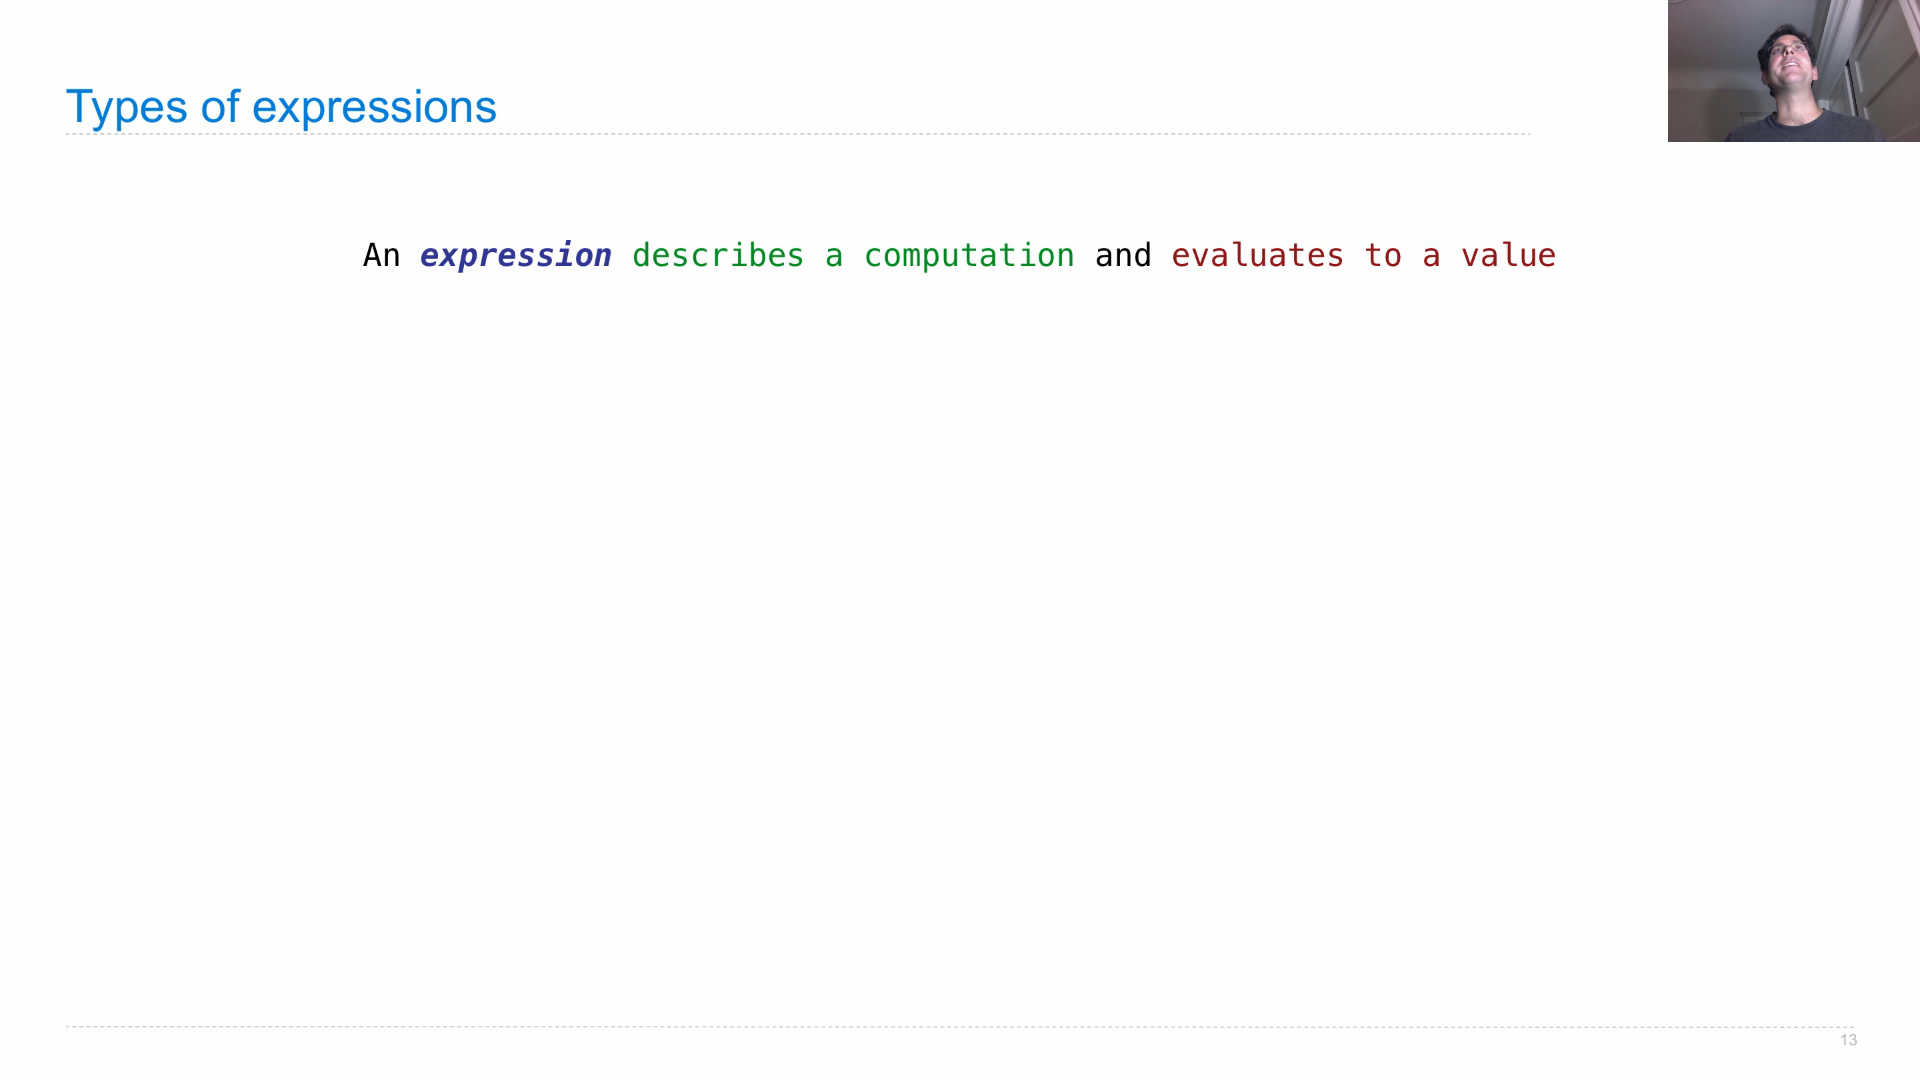 Types of expressions
An expression describes a computation and evaluates to a value
13